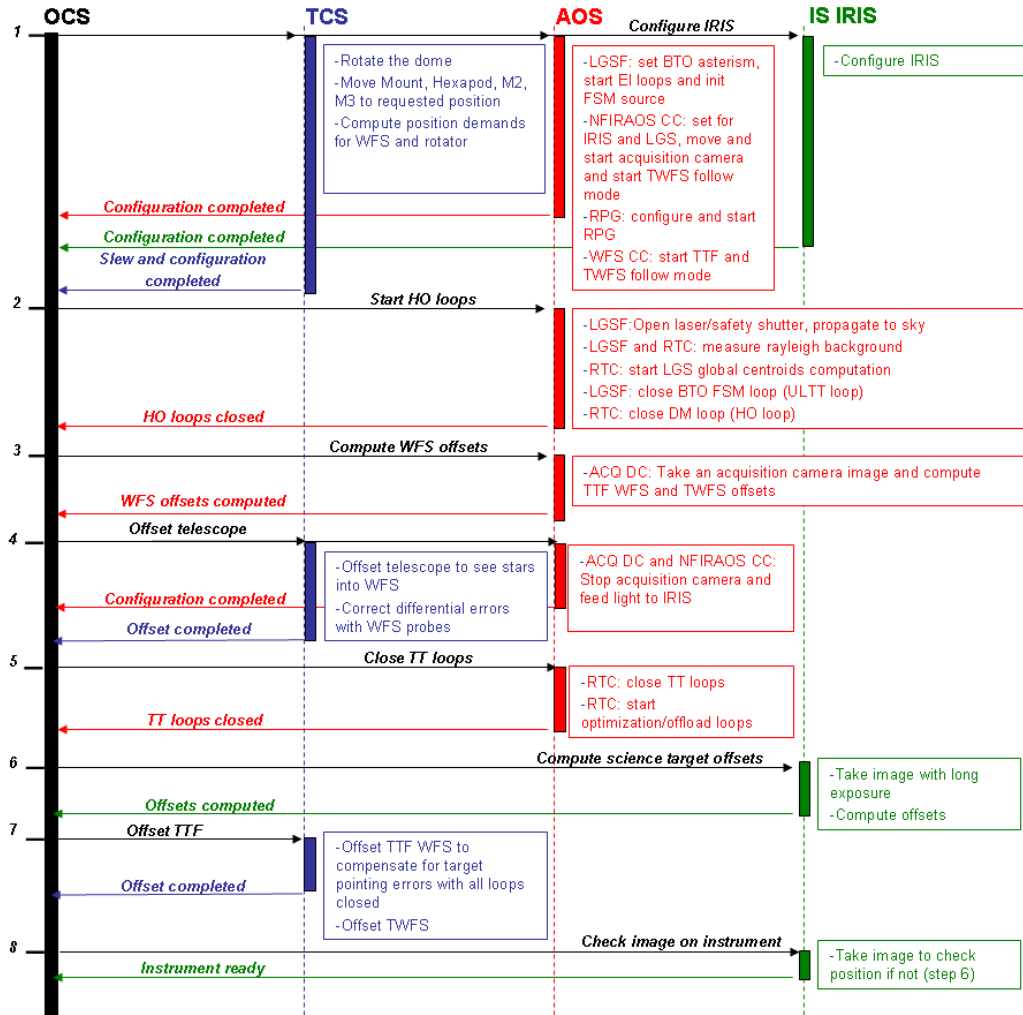 OCS
TCS
AOS
IS IRIS
1
Configure IRIS
-Rotate the dome
-Move Mount, Hexapod, M2,
M3 to requested position
-Compute position demands
for WFS and rotator
-LGSF: set BTO asterism,
start EI loops and init
FSM source
-NFIRAOS CC: set for
IRIS and LGS, move and
start acquisition camera
and start TWFS follow
mode
-RPG: configure and start
RPG
-WFS CC: start TTF and
TWFS follow mode
-Configure IRIS
Configuration completed
Configuration completed
Slew and configuration
completed
2
Start HO loops
-LGSF:Open laser/safety shutter, propagate to sky
-LGSF and RTC: measure rayleigh background
-RTC: start LGS global centroids computation
-LGSF: close BTO FSM loop (ULTT loop)
-RTC: close DM loop (HO loop)
HO loops closed
3
Compute WFS offsets
-ACQ DC: Take an acquisition camera image and compute
TTF WFS and TWFS offsets
WFS offsets computed
4
Offset telescope
-Offset telescope to see stars
into WFS
-Correct differential errors
with WFS probes
-ACQ DC and NFIRAOS CC:
Stop acquisition camera and
feed light to IRIS
Configuration completed
Offset completed
5
Close TT loops
-RTC: close TT loops
-RTC: start
optimization/offload loops
TT loops closed
6
Compute science target offsets
-Take image with long
exposure
-Compute offsets
Offsets computed
7
Offset TTF
-Offset TTF WFS to
compensate for target
pointing errors with all loops
closed
-Offset TWFS
Offset completed
8
Check image on instrument
-Take image to check
position if not (step 6)
Instrument ready